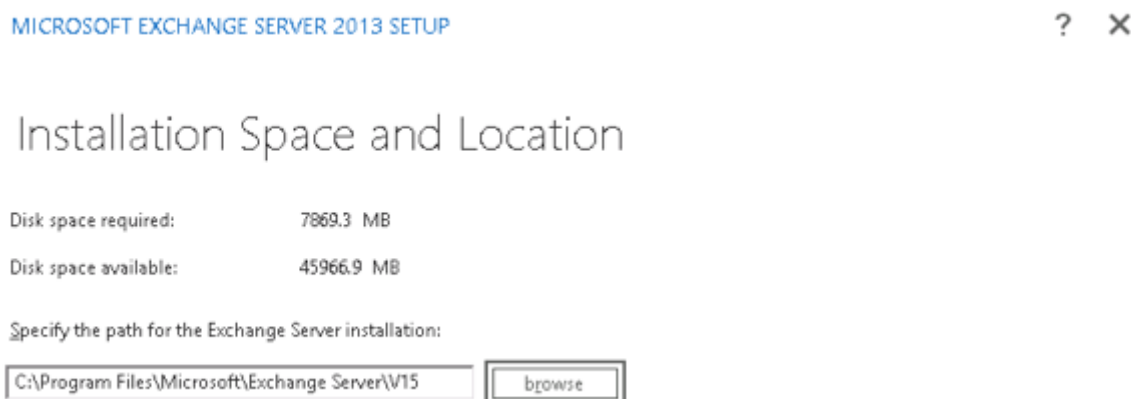 MICROSOFT EXCHANGE SERVER 2013 SETUP ? ×
Installation Space and Location
Disk space required: 7869.3 MB
Disk space available: 45966.9 MB
Specify the path for the Exchange Server installation:
C:\Program Files\Microsoft\Exchange Server\V15 browse